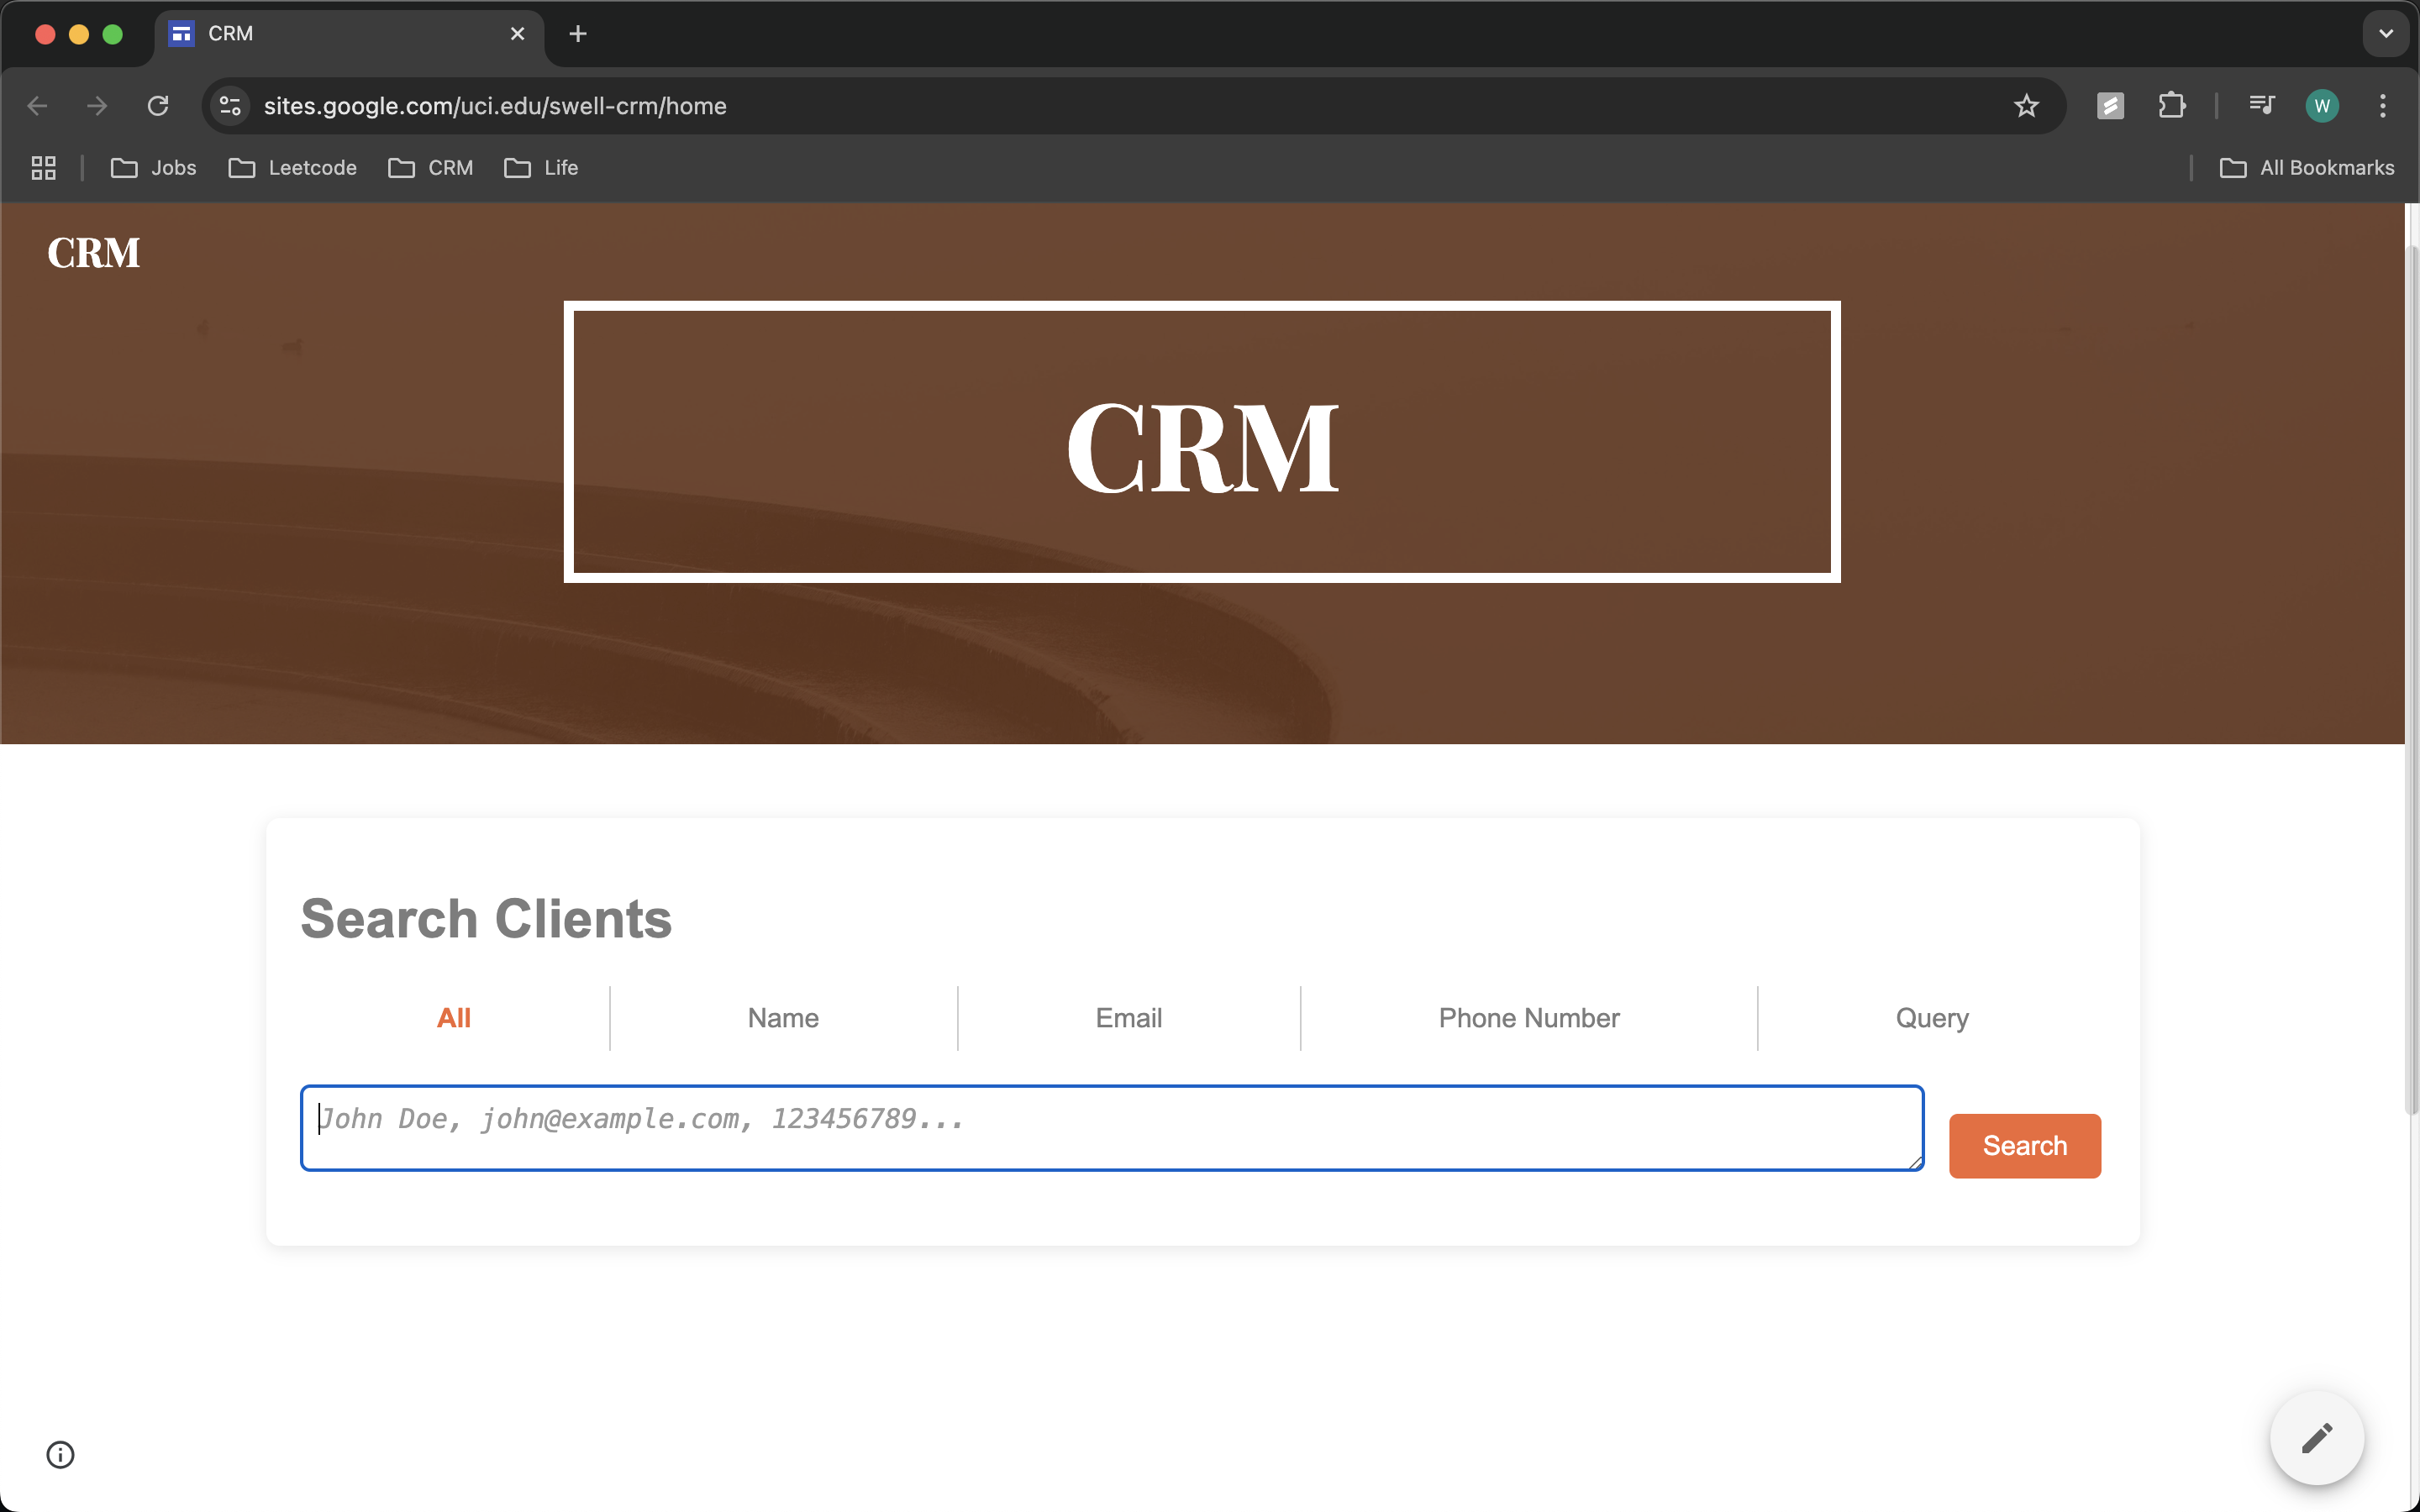 CRM
sites.google.com/uci.edu/swell-crm/home
W
Jobs
Leetcode
CRM
Life
All Bookmarks
CRM
CRM
Search Clients
All
Name
Email
Phone Number
Query
John Doe, john@example.com, 123456789...
Search